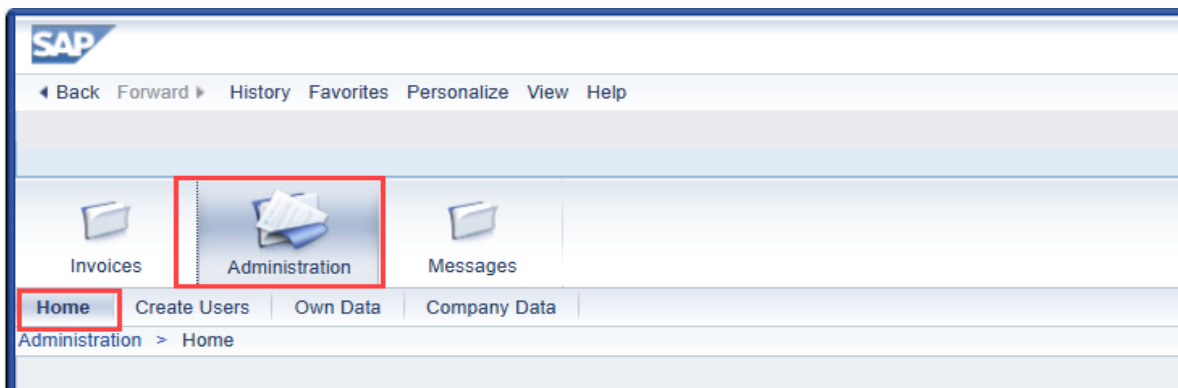 SAP
Back Forward History Favorites Personalize View Help
Invoices Administration Messages
Home Create Users Own Data Company Data
Administration > Home